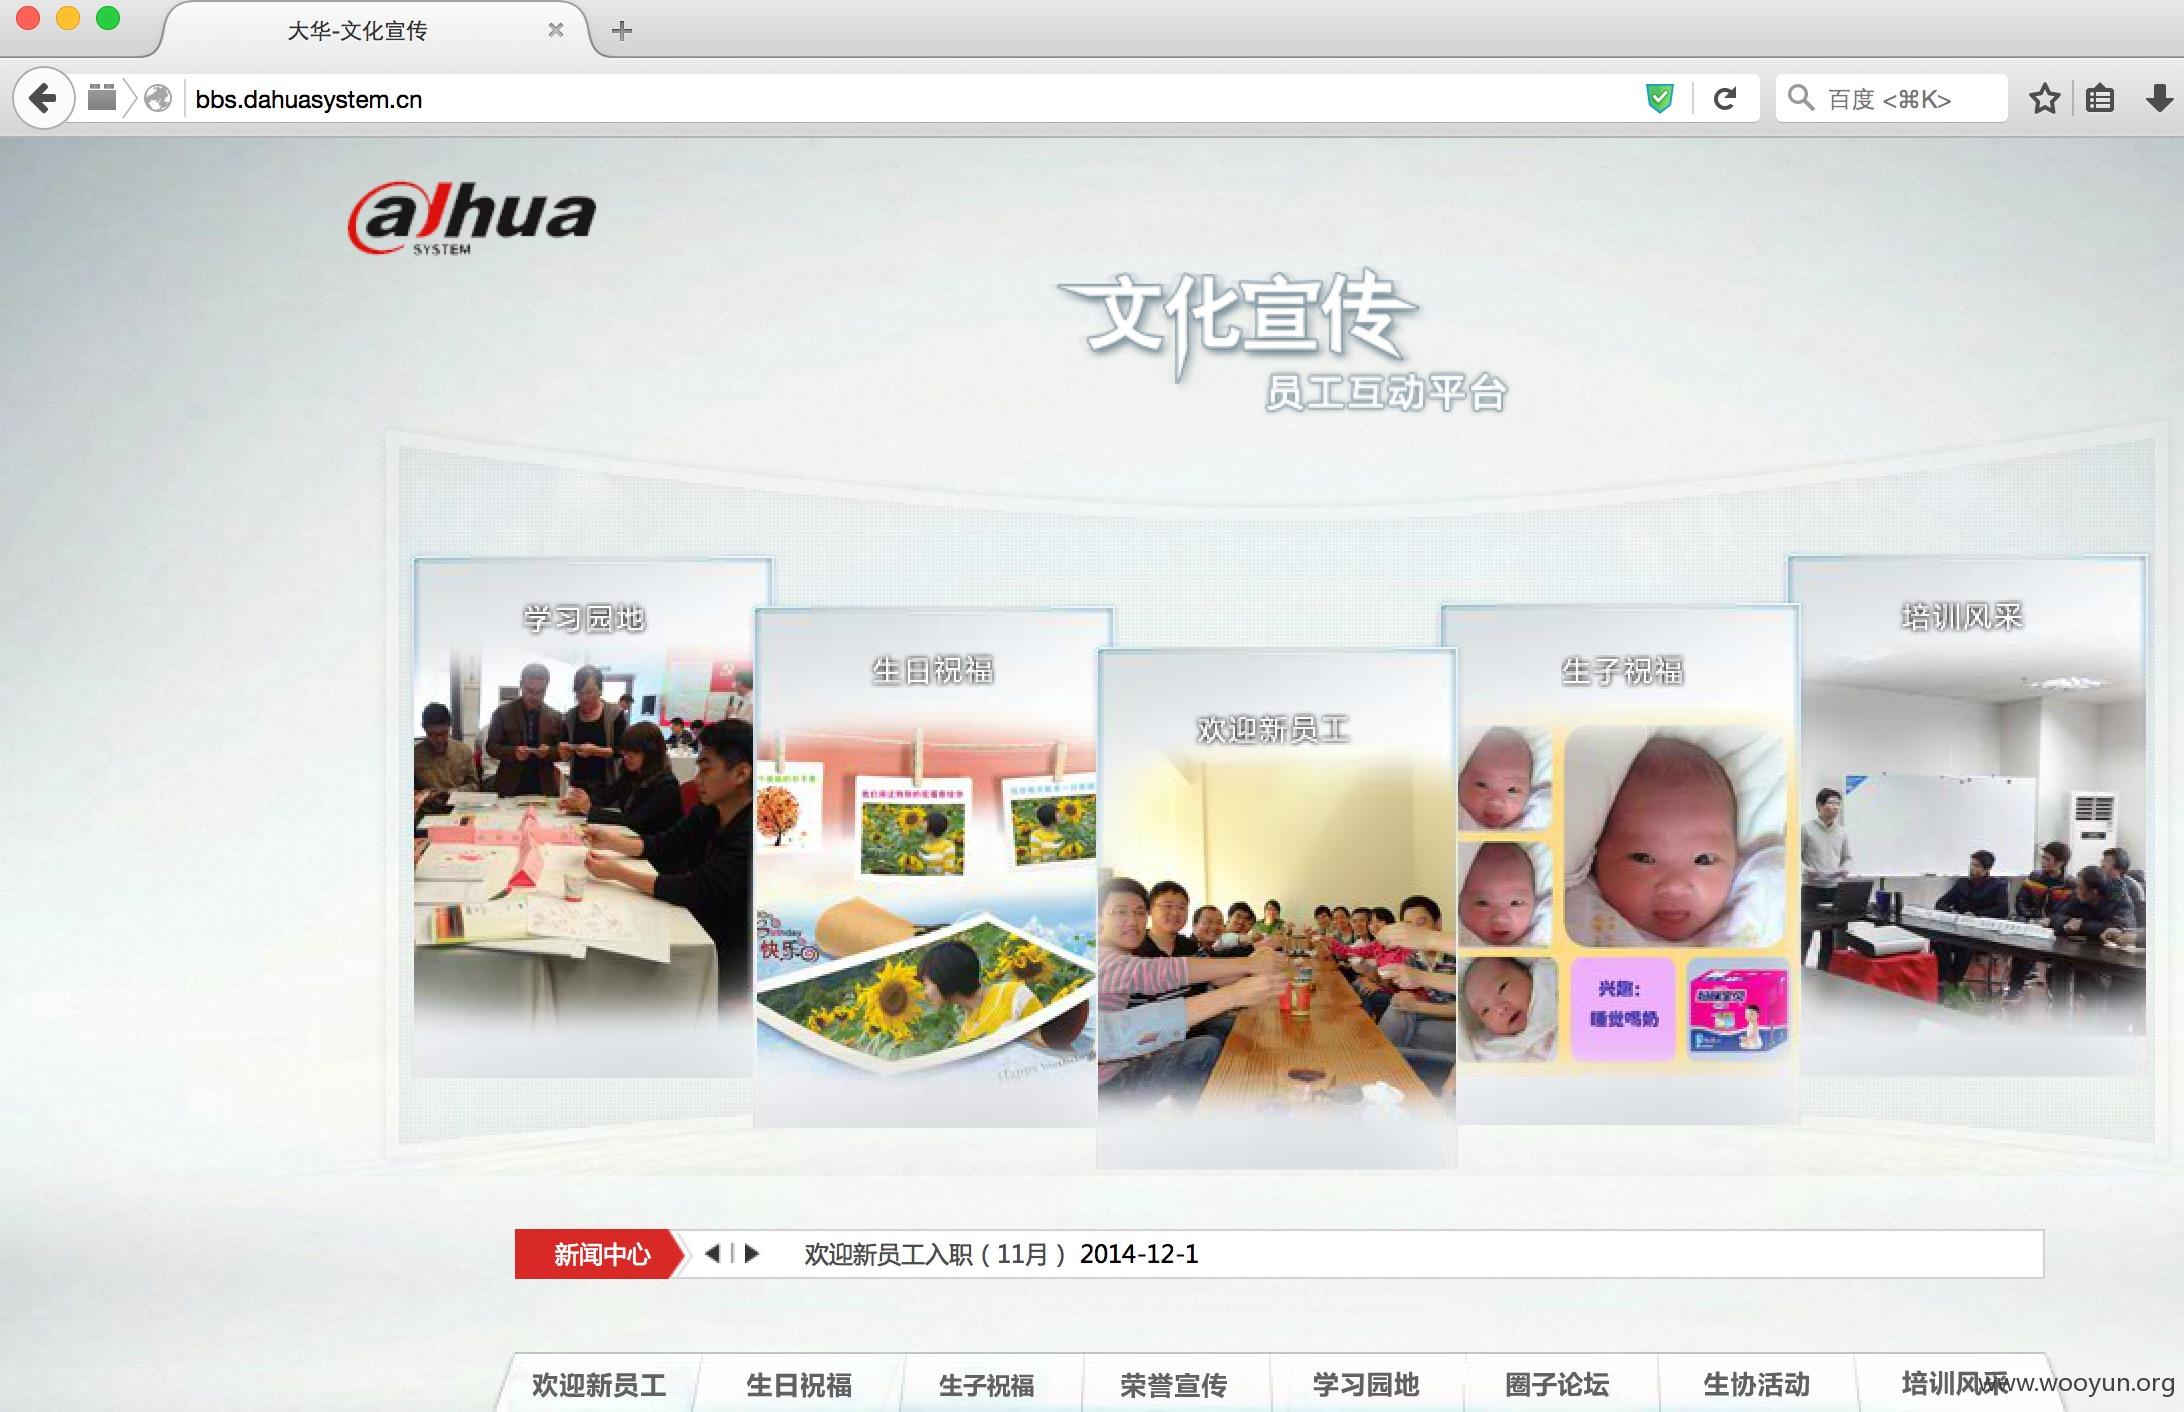 大华-文化宣传
bbs.dahuasystem.cn
百度 <⌘K>
alhua
SYSTEM
文化宣传
员工互动平台
学习园地
生日祝福
欢迎新员工
生子祝福
培训风采
快乐
Happy birthday
兴趣:
睡觉喝奶
新闻中心
欢迎新员工入职（11月） 2014-12-1
欢迎新员工 生日祝福 生子祝福 荣誉宣传 学习园地 圈子论坛 生协活动 培训风采
www.wooyun.org